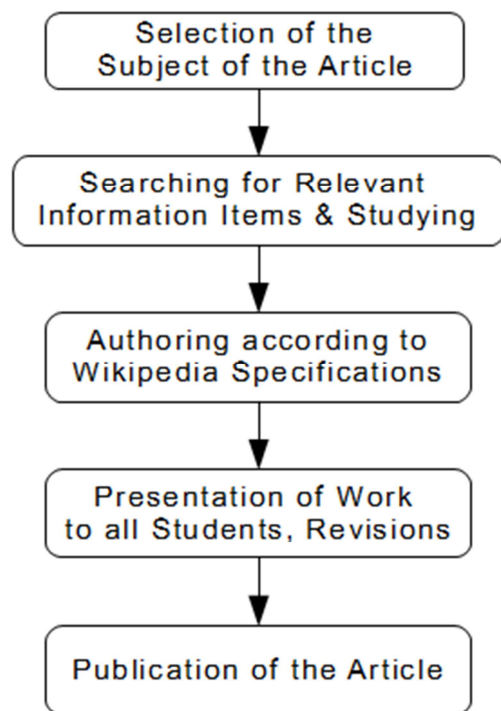 Selection of the
Subject of the Article
Searching for Relevant
Information Items & Studying
Authoring according to
Wikipedia Specifications
Presentation of Work
to all Students, Revisions
Publication of the Article